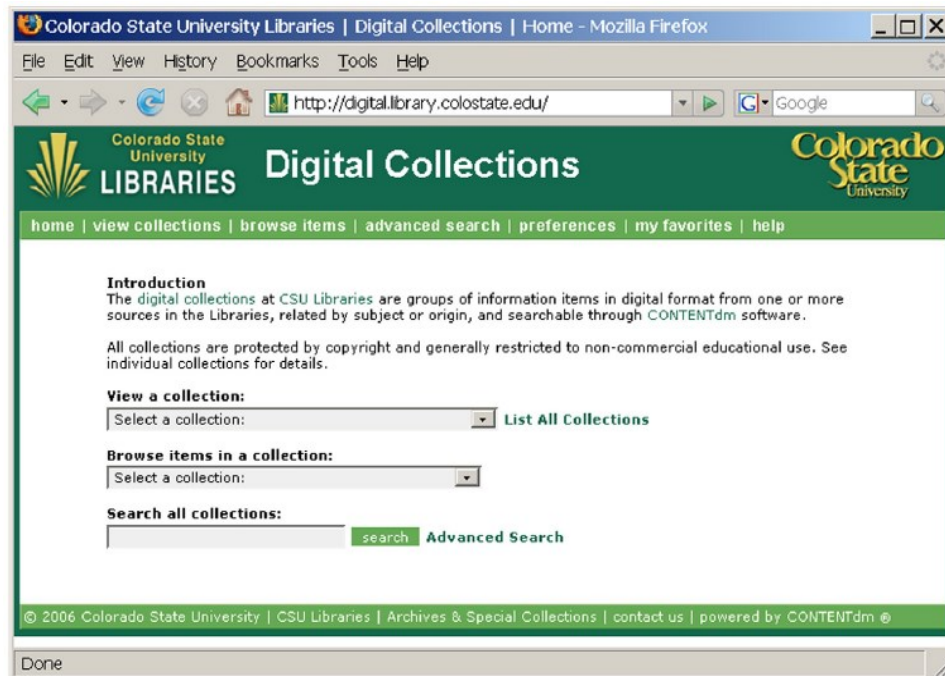 Colorado State University Libraries | Digital Collections | Home - Mozilla Firefox
File Edit View History Bookmarks Tools Help
http://digital.library.colostate.edu/
G Google
Colorado State
University
LIBRARIES
Digital Collections
Colorado
State
University
home | view collections | browse items | advanced search | preferences | my favorites | help
Introduction
The digital collections at CSU Libraries are groups of information items in digital format from one or more
sources in the Libraries, related by subject or origin, and searchable through CONTENTdm software.
All collections are protected by copyright and generally restricted to non-commercial educational use. See
individual collections for details.
View a collection:
Select a collection: List All Collections
Browse items in a collection:
Select a collection:
Search all collections:
search Advanced Search
© 2006 Colorado State University | CSU Libraries | Archives & Special Collections | contact us | powered by CONTENTdm ®
Done